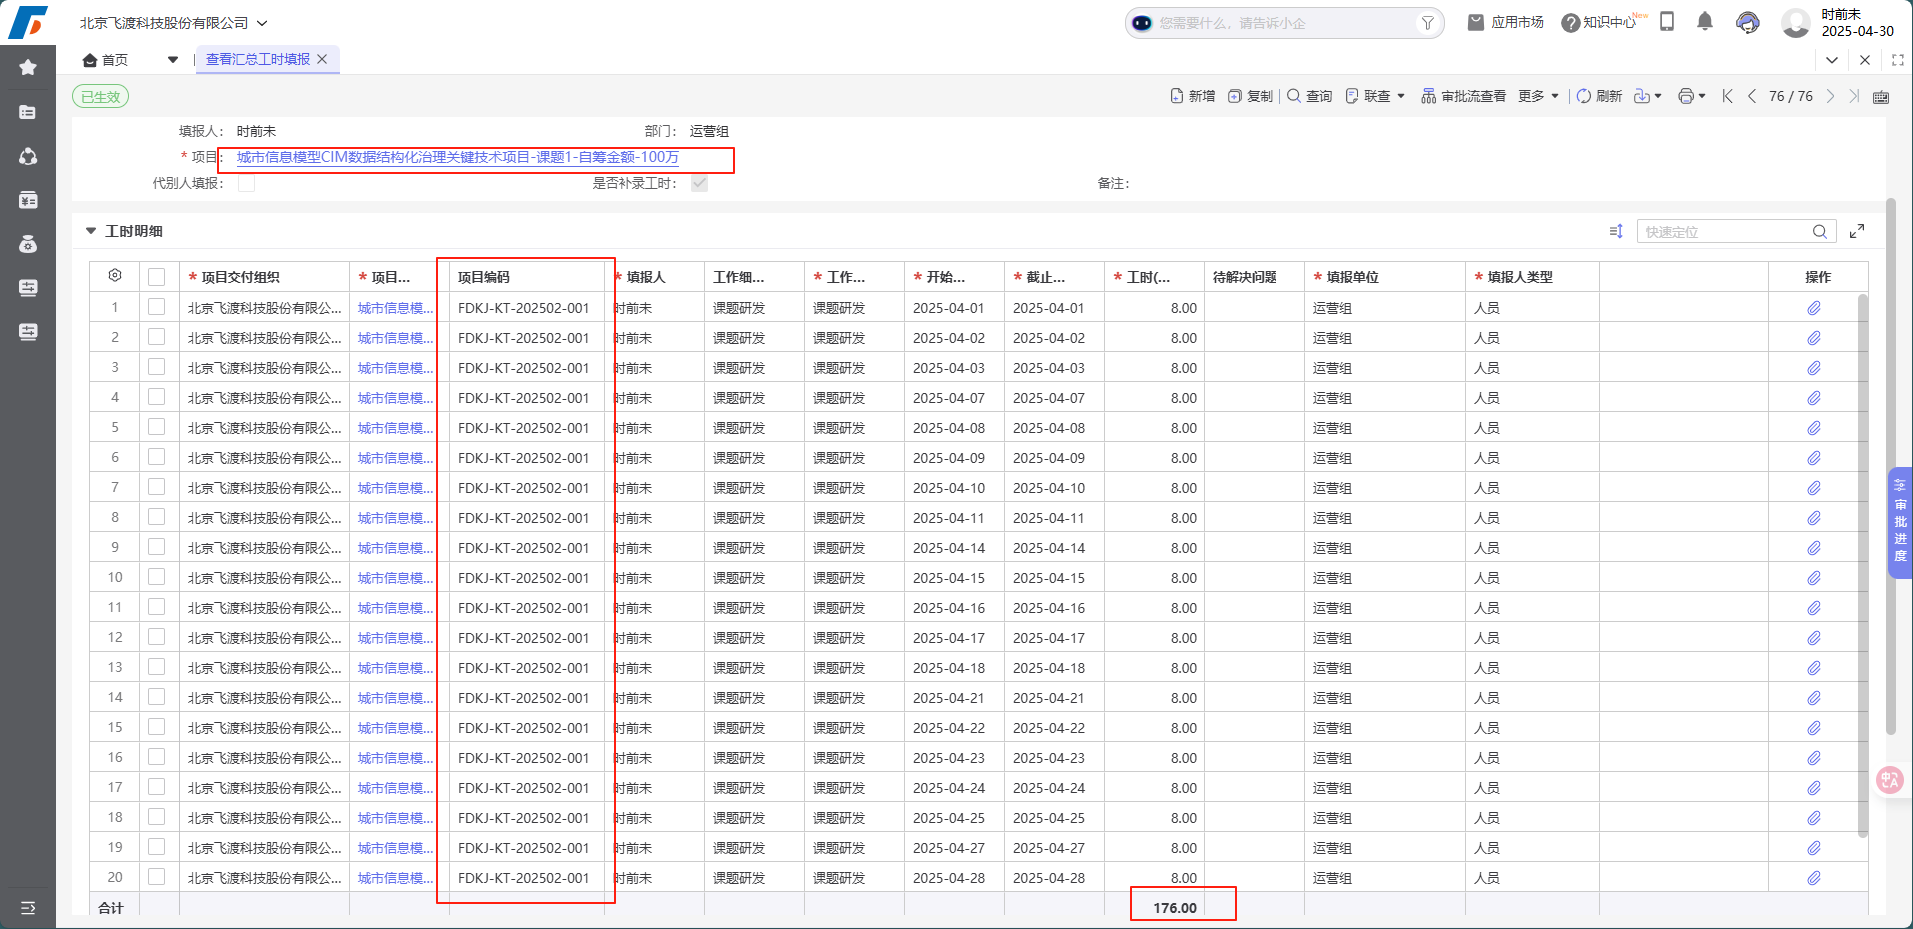 北京飞渡科技股份有限公司
您需要什么，请告诉小企
应用市场
知识中心
New
时前未
2025-04-30
首页
查看汇总工时填报
已生效
新增 复制 查询 联查 审批流查看 更多 刷新 76 / 76
填报人： 时前未 部门： 运营组
* 项目： 城市信息模型CIM数据结构化治理关键技术项目-课题1-自筹金额-100万
代别人填报： 是否补录工时： 备注：
工时明细
快速定位
* 项目交付组织 * 项目... 项目编码 * 填报人 工作细... * 工作... * 开始... * 截止... * 工时(... 待解决问题 * 填报单位 * 填报人类型 操作
1 北京飞渡科技股份有限公... 城市信息模... FDKJ-KT-202502-001 时前未 课题研发 课题研发 2025-04-01 2025-04-01 8.00 运营组 人员
2 北京飞渡科技股份有限公... 城市信息模... FDKJ-KT-202502-001 时前未 课题研发 课题研发 2025-04-02 2025-04-02 8.00 运营组 人员
3 北京飞渡科技股份有限公... 城市信息模... FDKJ-KT-202502-001 时前未 课题研发 课题研发 2025-04-03 2025-04-03 8.00 运营组 人员
4 北京飞渡科技股份有限公... 城市信息模... FDKJ-KT-202502-001 时前未 课题研发 课题研发 2025-04-07 2025-04-07 8.00 运营组 人员
5 北京飞渡科技股份有限公... 城市信息模... FDKJ-KT-202502-001 时前未 课题研发 课题研发 2025-04-08 2025-04-08 8.00 运营组 人员
6 北京飞渡科技股份有限公... 城市信息模... FDKJ-KT-202502-001 时前未 课题研发 课题研发 2025-04-09 2025-04-09 8.00 运营组 人员
7 北京飞渡科技股份有限公... 城市信息模... FDKJ-KT-202502-001 时前未 课题研发 课题研发 2025-04-10 2025-04-10 8.00 运营组 人员
8 北京飞渡科技股份有限公... 城市信息模... FDKJ-KT-202502-001 时前未 课题研发 课题研发 2025-04-11 2025-04-11 8.00 运营组 人员
9 北京飞渡科技股份有限公... 城市信息模... FDKJ-KT-202502-001 时前未 课题研发 课题研发 2025-04-14 2025-04-14 8.00 运营组 人员
10 北京飞渡科技股份有限公... 城市信息模... FDKJ-KT-202502-001 时前未 课题研发 课题研发 2025-04-15 2025-04-15 8.00 运营组 人员
11 北京飞渡科技股份有限公... 城市信息模... FDKJ-KT-202502-001 时前未 课题研发 课题研发 2025-04-16 2025-04-16 8.00 运营组 人员
12 北京飞渡科技股份有限公... 城市信息模... FDKJ-KT-202502-001 时前未 课题研发 课题研发 2025-04-17 2025-04-17 8.00 运营组 人员
13 北京飞渡科技股份有限公... 城市信息模... FDKJ-KT-202502-001 时前未 课题研发 课题研发 2025-04-18 2025-04-18 8.00 运营组 人员
14 北京飞渡科技股份有限公... 城市信息模... FDKJ-KT-202502-001 时前未 课题研发 课题研发 2025-04-21 2025-04-21 8.00 运营组 人员
15 北京飞渡科技股份有限公... 城市信息模... FDKJ-KT-202502-001 时前未 课题研发 课题研发 2025-04-22 2025-04-22 8.00 运营组 人员
16 北京飞渡科技股份有限公... 城市信息模... FDKJ-KT-202502-001 时前未 课题研发 课题研发 2025-04-23 2025-04-23 8.00 运营组 人员
17 北京飞渡科技股份有限公... 城市信息模... FDKJ-KT-202502-001 时前未 课题研发 课题研发 2025-04-24 2025-04-24 8.00 运营组 人员
18 北京飞渡科技股份有限公... 城市信息模... FDKJ-KT-202502-001 时前未 课题研发 课题研发 2025-04-25 2025-04-25 8.00 运营组 人员
19 北京飞渡科技股份有限公... 城市信息模... FDKJ-KT-202502-001 时前未 课题研发 课题研发 2025-04-27 2025-04-27 8.00 运营组 人员
20 北京飞渡科技股份有限公... 城市信息模... FDKJ-KT-202502-001 时前未 课题研发 课题研发 2025-04-28 2025-04-28 8.00 运营组 人员
合计 176.00
审批进度